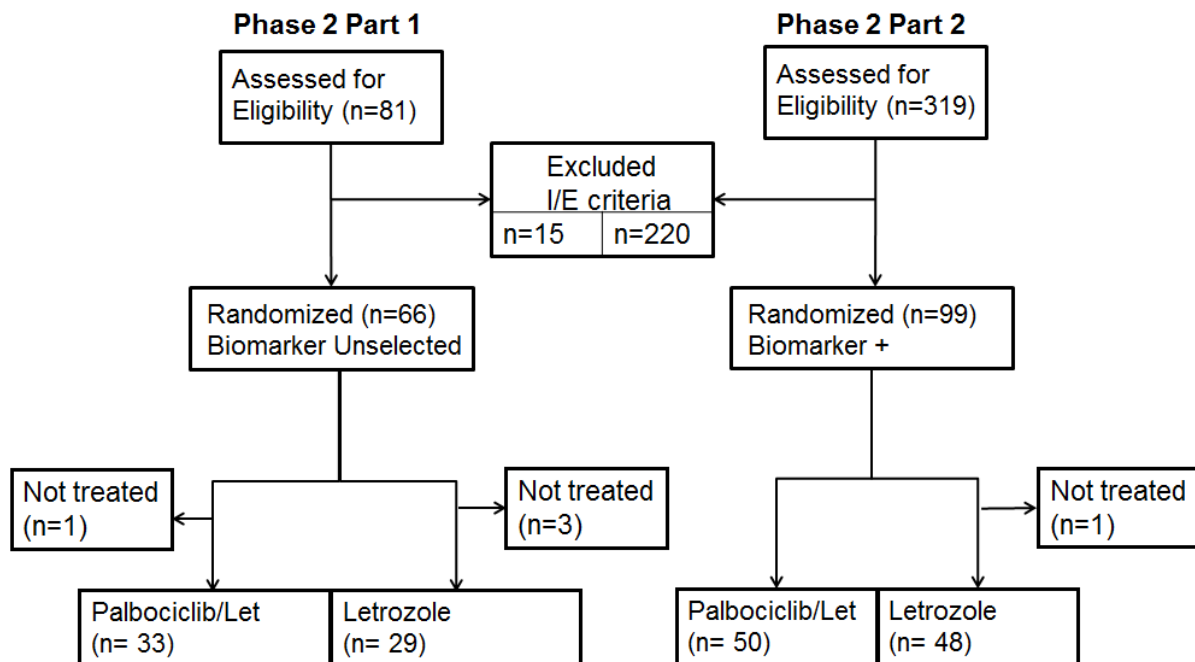 Phase 2 Part 1
Phase 2 Part 2
Assessed for
Eligibility (n=81)
Assessed for
Eligibility (n=319)
Excluded
I/E criteria
n=15
n=220
Randomized (n=66)
Biomarker Unselected
Randomized (n=99)
Biomarker +
Not treated
(n=1)
Not treated
(n=3)
Not treated
(n=1)
Palbociclib/Let
(n= 33)
Letrozole
(n= 29)
Palbociclib/Let
(n= 50)
Letrozole
(n= 48)